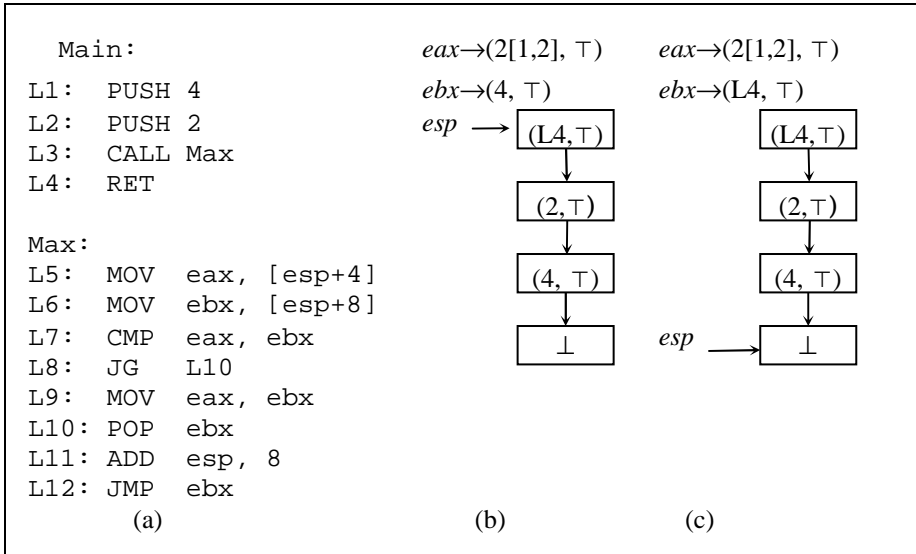 Main:
L1: PUSH 4
L2: PUSH 2
L3: CALL Max
L4: RET
Max:
L5: MOV eax, [esp+4]
L6: MOV ebx, [esp+8]
L7: CMP eax, ebx
L8: JG L10
L9: MOV eax, ebx
L10: POP ebx
L11: ADD esp, 8
L12: JMP ebx
(a)
eax→(2[1,2], ⊤)
ebx→(4, ⊤)
esp
(L4,⊤)
(2,⊤)
(4, ⊤)
⊥
(b)
eax→(2[1,2], ⊤)
ebx→(L4, ⊤)
(L4,⊤)
(2,⊤)
(4, ⊤)
esp
⊥
(c)